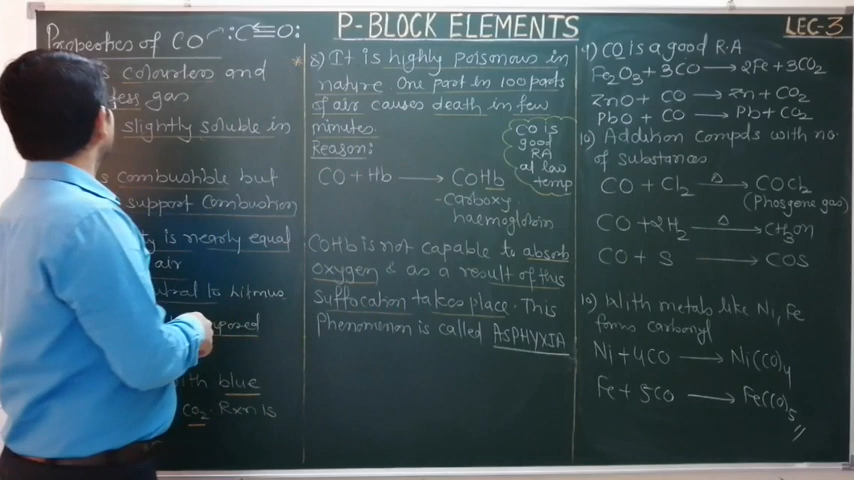 P-BLOCK ELEMENTS
LEC-3
Properties of CO :C≡O:
colourless and
gas
slightly soluble in
Combustible but
support Combustion
is nearly equal
air
to Litmus
with blue
CO2. Rxn is
* 8) It is highly poisonous in
nature. One part in 100 parts
of air causes death in few
minutes.
Reason:
CO + Hb → COHb
- Carboxy
haemoglobin
CO is
good
RA
at low
temp
COHb is not capable to absorb
oxygen & as a result of this
suffocation takes place. This
phenomenon is called ASPHYXIA
9) CO is a good R.A
Fe2O3 + 3CO → 2Fe + 3CO2
ZnO + CO → Zn + CO2
PbO + CO → Pb + CO2
10) Addition compds with no.
of substances
CO + Cl2 →Δ COCl2
(Phosgene gas)
CO + 2H2 →Δ CH3OH
CO + S → COS
10) With metals like Ni, Fe
forms carbonyl
Ni + 4CO → Ni(CO)4
Fe + 5CO → Fe(CO)5